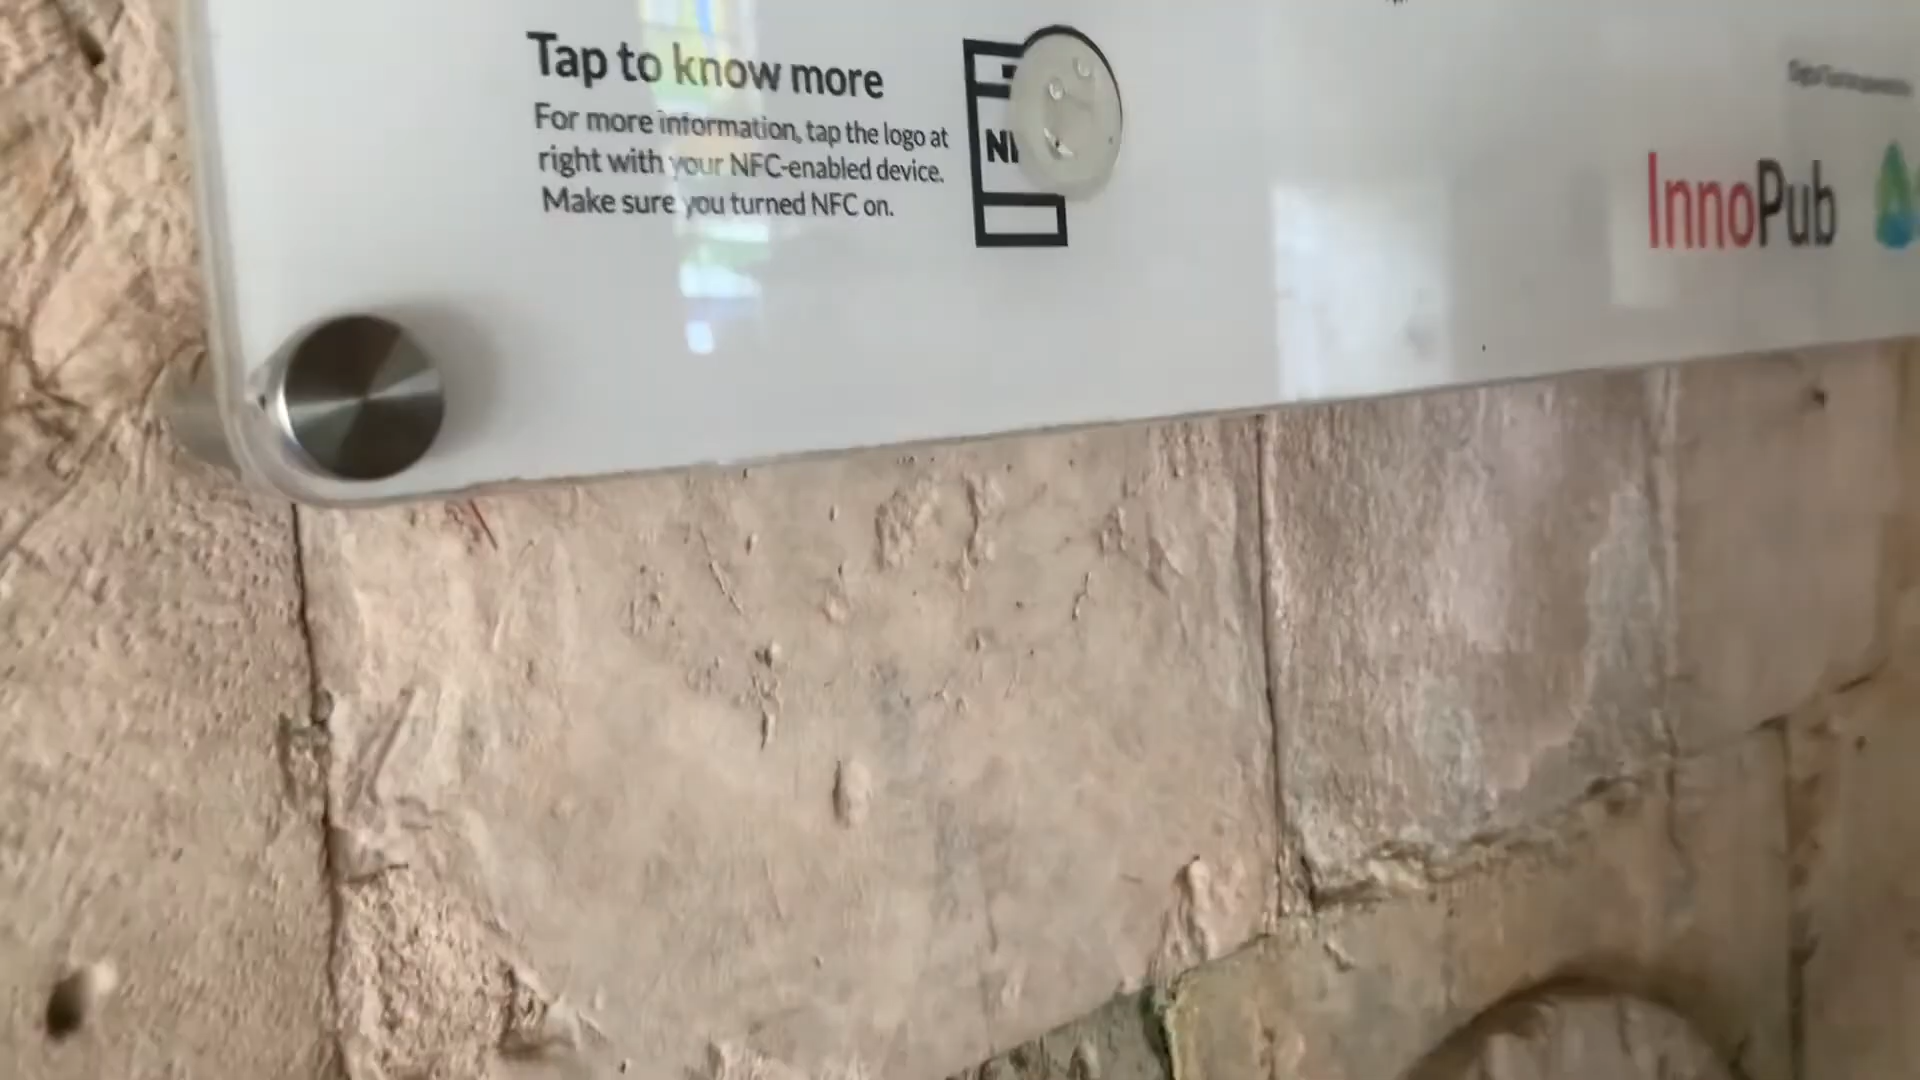 Tap to know more
For more information, tap the logo at
right with your NFC-enabled device.
Make sure you turned NFC on.
InnoPub